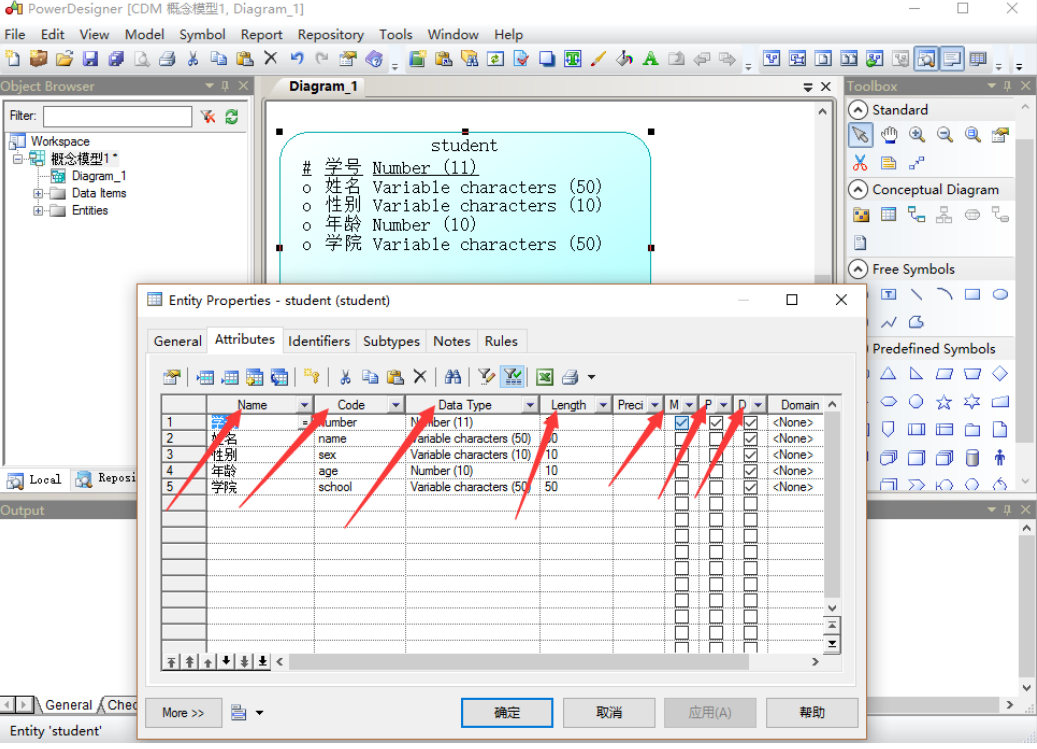 PowerDesigner [CDM 概念模型1, Diagram_1]
File Edit View Model Symbol Report Repository Tools Window Help
Object Browser
Diagram_1
Toolbox
Filter:
Workspace
概念模型1 *
Diagram_1
Data Items
Entities
student
# 学号 Number (11)
o 姓名 Variable characters (50)
o 性别 Variable characters (10)
o 年龄 Number (10)
o 学院 Variable characters (50)
Standard
Conceptual Diagram
Free Symbols
Predefined Symbols
Local Reposi
Output
Entity Properties - student (student)
General Attributes Identifiers Subtypes Notes Rules
Name Code Data Type Length Preci M P D Domain
1 Number (11) <None>
2 姓名 name Variable characters (50) <None>
3 性别 sex Variable characters (10) 10 <None>
4 年龄 age Number (10) 10 <None>
5 学院 school Variable characters (50) 50 <None>
More >> 确定 取消 应用(A) 帮助
General Chec
Entity 'student'